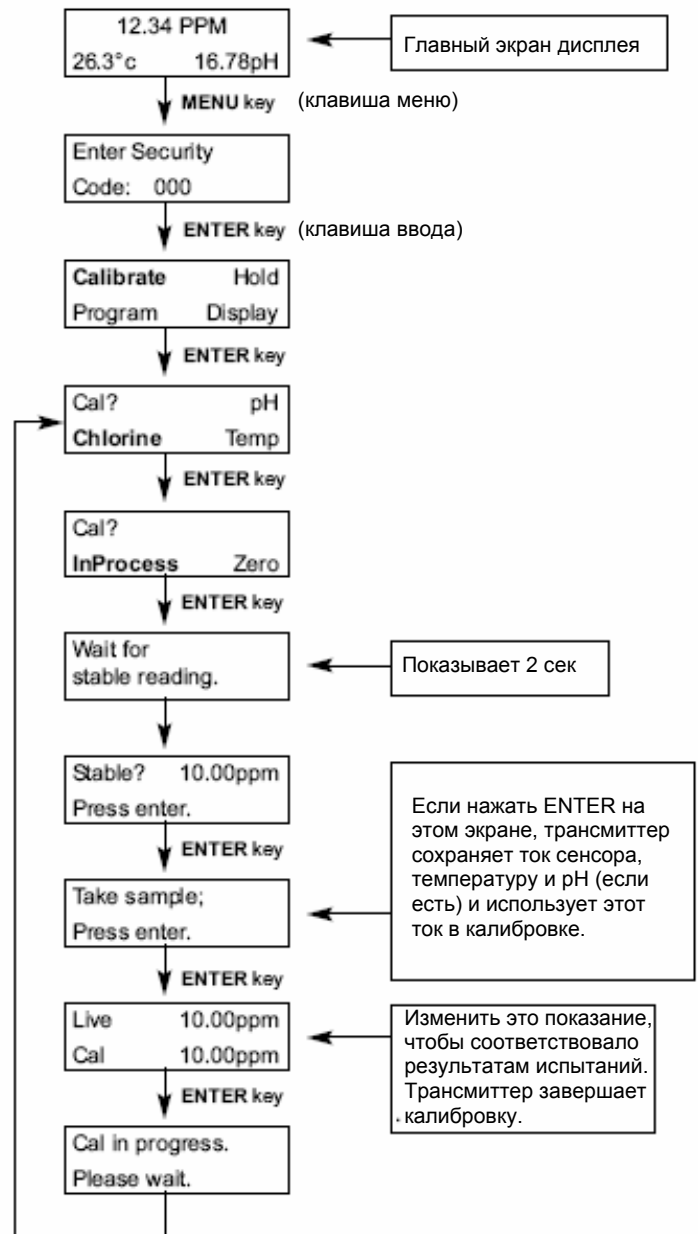 12.34 PPM
26.3°c 16.78pH
Главный экран дисплея
MENU key (клавиша меню)
Enter Security
Code: 000
ENTER key (клавиша ввода)
Calibrate Hold
Program Display
ENTER key
Cal? pH
Chlorine Temp
ENTER key
Cal?
InProcess Zero
ENTER key
Wait for
stable reading.
Показывает 2 сек
Stable? 10.00ppm
Press enter.
ENTER key
Take sample;
Press enter.
Если нажать ENTER на
этом экране, трансмиттер
сохраняет ток сенсора,
температуру и pH (если
есть) и использует этот
ток в калибровке.
ENTER key
Live 10.00ppm
Cal 10.00ppm
Изменить это показание,
чтобы соответствовало
результатам испытаний.
Трансмиттер завершает
калибровку.
ENTER key
Cal in progress.
Please wait.